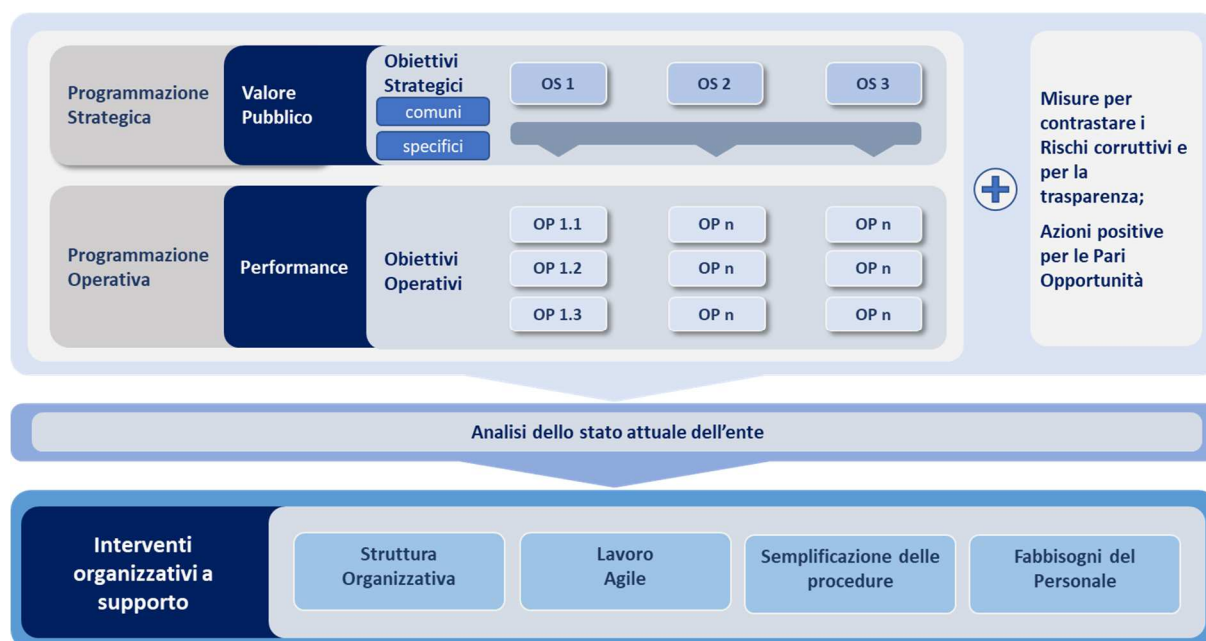 Programmazione
Strategica
Valore
Pubblico
Obiettivi
Strategici
comuni
specifici
OS 1
OS 2
OS 3
Programmazione
Operativa
Performance
Obiettivi
Operativi
OP 1.1
OP n
OP n
OP 1.2
OP n
OP n
OP 1.3
OP n
OP n
Misure per
contrastare i
Rischi corruttivi e
per la
trasparenza;
Azioni positive
per le Pari
Opportunità
Analisi dello stato attuale dell’ente
Interventi
organizzativi a
supporto
Struttura
Organizzativa
Lavoro
Agile
Semplificazione delle
procedure
Fabbisogni del
Personale